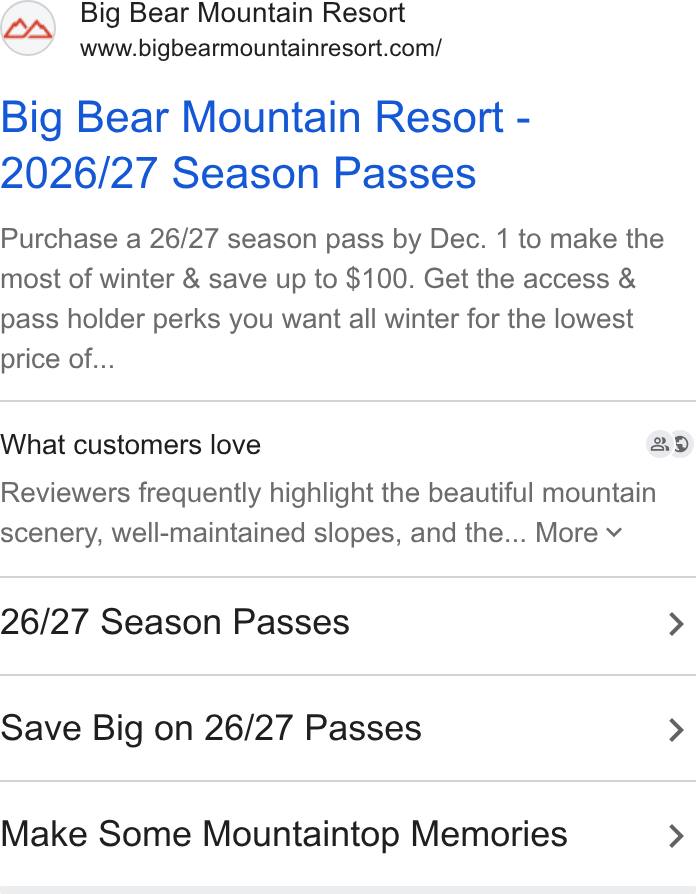 Big Bear Mountain Resort
www.bigbearmountainresort.com/
Big Bear Mountain Resort -
2026/27 Season Passes
Purchase a 26/27 season pass by Dec. 1 to make the
most of winter & save up to $100. Get the access &
pass holder perks you want all winter for the lowest
price of...
What customers love
Reviewers frequently highlight the beautiful mountain
scenery, well-maintained slopes, and the... More
26/27 Season Passes
Save Big on 26/27 Passes
Make Some Mountaintop Memories